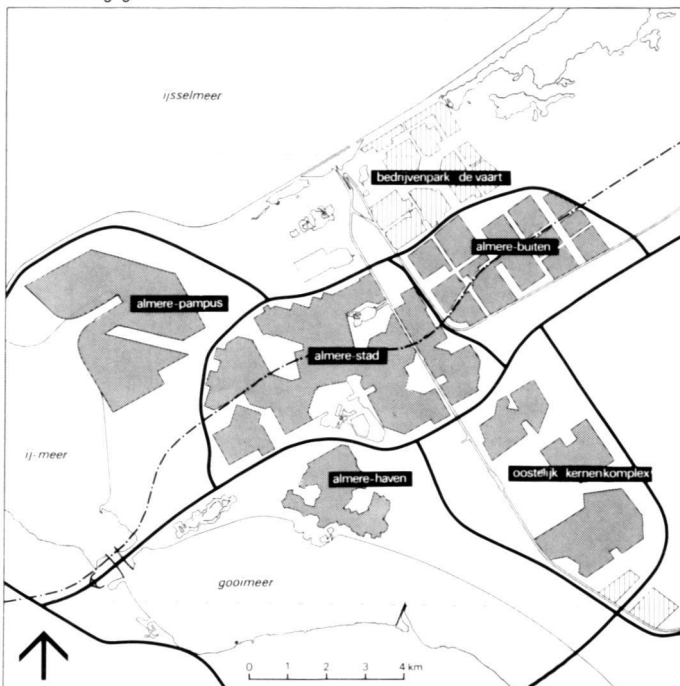 ijsselmeer
bedrijvenpark de vaart
almere-buiten
almere-pampus
almere-stad
ij-meer
almere-haven
oostelijk kernenkomplex
gooimeer
0 1 2 3 4 km